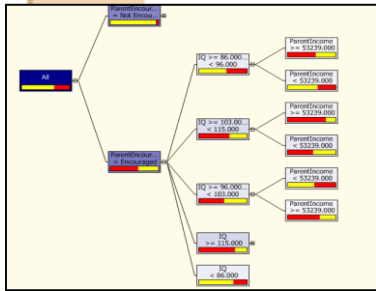 ParentEncour...
= Not Encou...
All
ParentEncour...
= Encouraged
IQ >= 86.000
< 96.000
IQ >= 103.00...
< 115.000
IQ >= 96.000
< 103.000
IQ
>= 115.000
IQ
< 86.000
ParentIncome
>= 53239.000
ParentIncome
< 53239.000
ParentIncome
>= 53239.000
ParentIncome
< 53239.000
ParentIncome
< 53239.000
ParentIncome
>= 53239.000